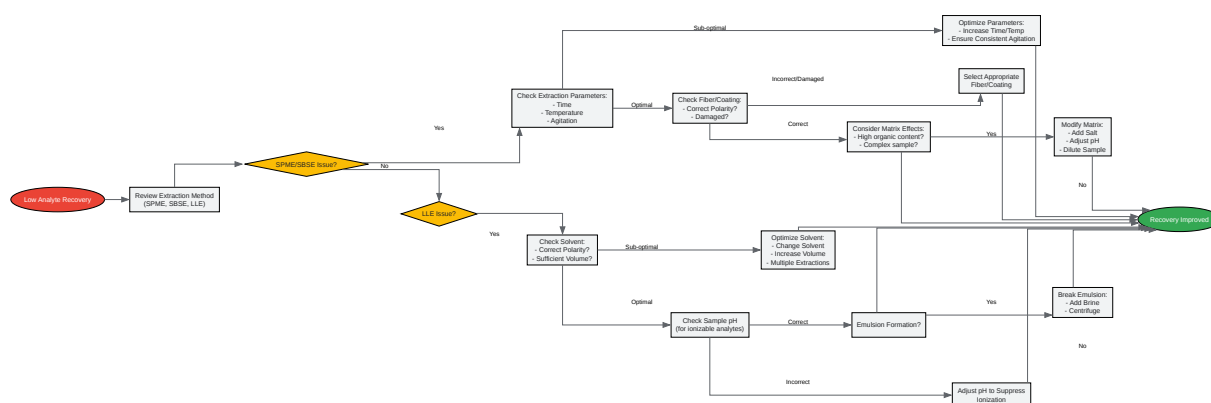 Sub-optimal
Optimize Parameters:
- Increase Time/Temp
- Ensure Consistent Agitation
Incorrect/Damaged
Select Appropriate
Fiber/Coating
Check Extraction Parameters:
- Time
- Temperature
- Agitation
Optimal
Check Fiber/Coating:
- Correct Polarity?
- Damaged?
Correct
Consider Matrix Effects:
- High organic content?
- Complex sample?
Yes
Modify Matrix:
- Add Salt
- Adjust pH
- Dilute Sample
No
Yes
SPME/SBSE Issue?
No
Low Analyte Recovery
Review Extraction Method
(SPME, SBSE, LLE)
LLE Issue?
Yes
Recovery Improved
Check Solvent:
- Correct Polarity?
- Sufficient Volume?
Sub-optimal
Optimize Solvent:
- Change Solvent
- Increase Volume
- Multiple Extractions
Optimal
Check Sample pH
(for ionizable analytes)
Correct
Emulsion Formation?
Yes
Break Emulsion:
- Add Brine
- Centrifuge
No
Incorrect
Adjust pH to Suppress
Ionization